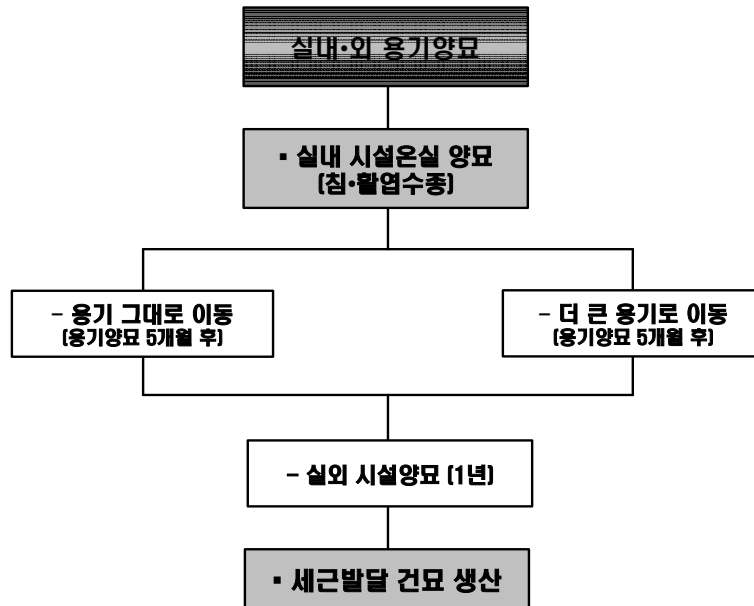 실내·외 용기양묘
▪ 실내 시설온실 양묘
(침·활엽수종)
– 용기 그대로 이동
(용기양묘 5개월 후)
– 더 큰 용기로 이동
(용기양묘 5개월 후)
– 실외 시설양묘 (1년)
▪ 세근발달 건묘 생산